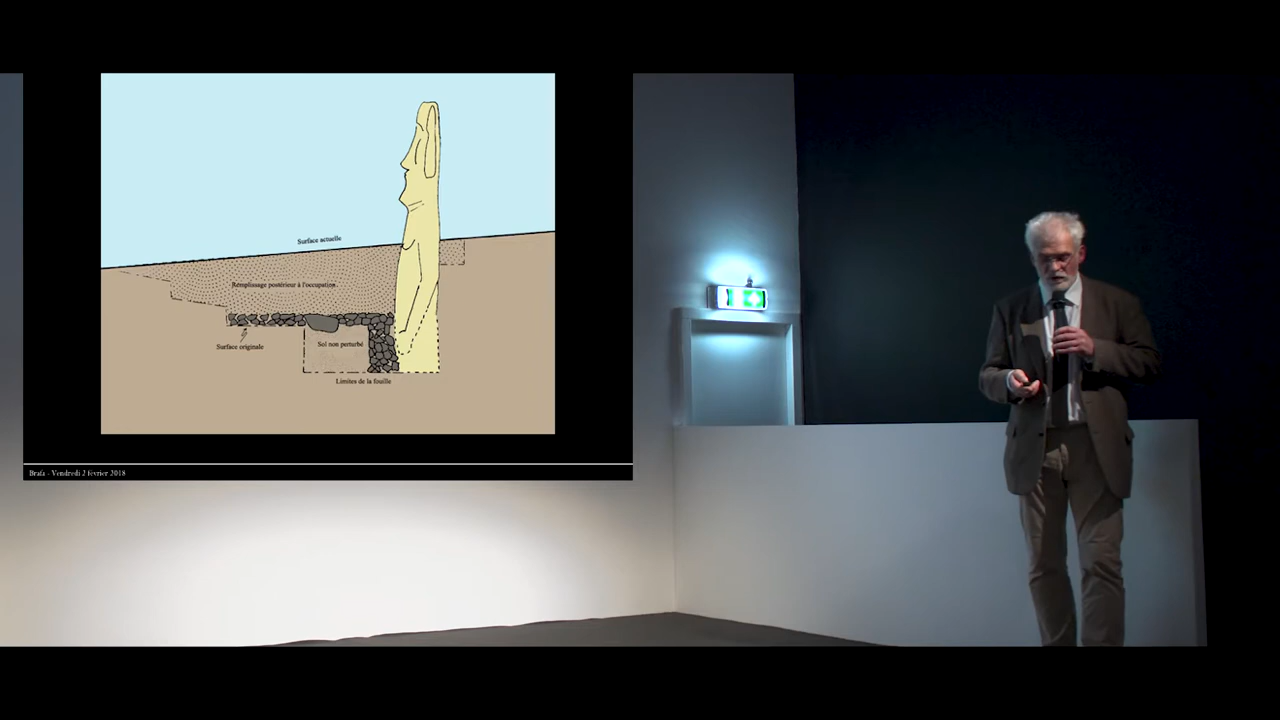 Surface actuelle
Remplissage postérieur à l'occupation
Surface originale
Sol non perturbé
Limites de la fouille
Brafa - Vendredi 2 février 2018